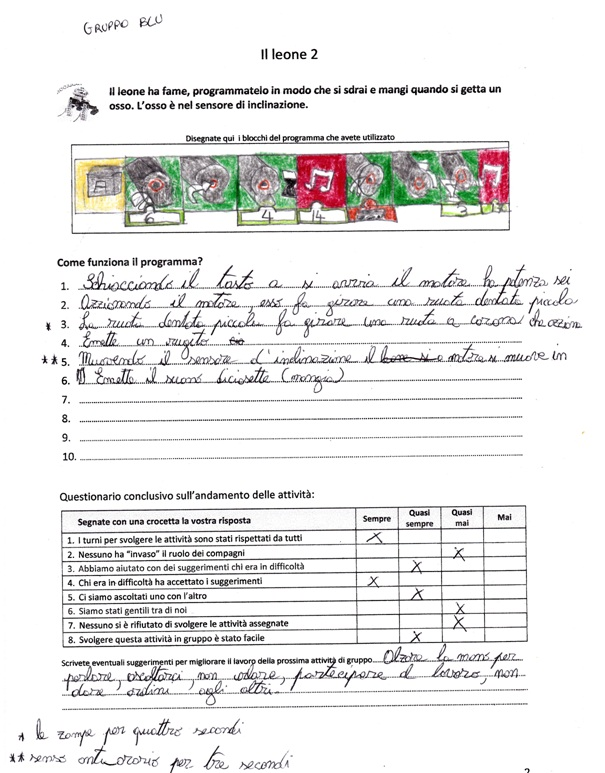 GRUPPO BLU
Il leone 2
Il leone ha fame, programmatelo in modo che si sdrai e mangi quando si getta un
osso. L'osso è nel sensore di inclinazione.
Disegnate qui i blocchi del programma che avete utilizzato
6 4 14 3
Come funziona il programma?
1. Schiacciando il tasto a si avvia il motore ha potenza sei
2. Azzionando il motore, esso fa girare una ruota dentata piccola
* 3. La ruota dentata piccola fa girare una ruota a corona che aziona
4. Emette un ruggito
** 5. Muovendo il sensore d'inclinazione il leone si e motore si muove in
6. Emette il suono diciasette (mangia)
7.
8.
9.
10.
Questionario conclusivo sull'andamento delle attività:
Segnate con una crocetta la vostra risposta Sempre Quasi sempre Quasi mai Mai
1. I turni per svolgere le attività sono stati rispettati da tutti X
2. Nessuno ha "invaso" il ruolo dei compagni X
3. Abbiamo aiutato con dei suggerimenti chi era in difficoltà X
4. Chi era in difficoltà ha accettato i suggerimenti X
5. Ci siamo ascoltati uno con l'altro X
6. Siamo stati gentili tra di noi X
7. Nessuno si è rifiutato di svolgere le attività assegnate X
8. Svolgere questa attività in gruppo è stato facile X
Scrivete eventuali suggerimenti per migliorare il lavoro della prossima attività di gruppo Alzare la mano per
parlare, ascoltarci, non urlare, partecipare al lavoro, non
dare ordini agli altri.
* le zampe per quattro secondi
** senso antiorario per tre secondi
2